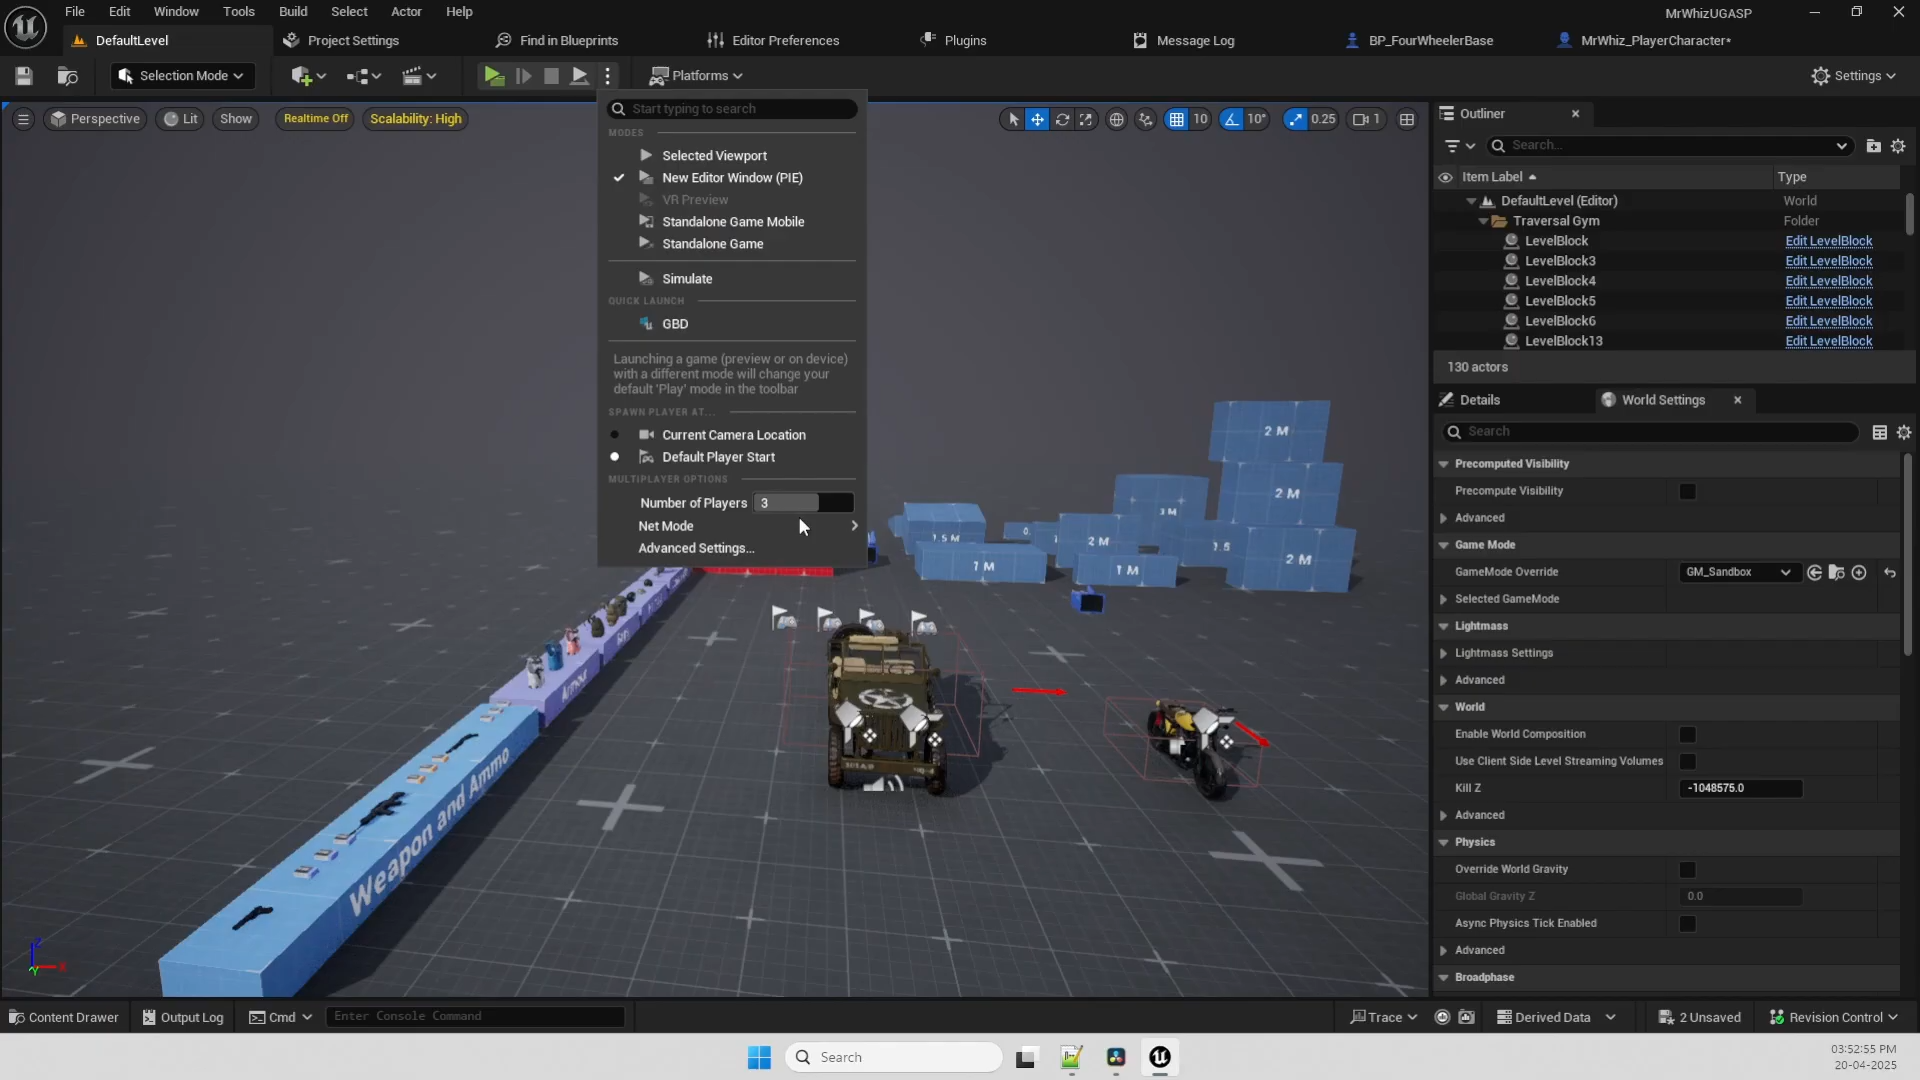 File Edit Window Tools Build Select Actor Help
MrWhizUGASP
DefaultLevel
Project Settings
Find in Blueprints
Editor Preferences
Plugins
Message Log
BP_FourWheelerBase
MrWhiz_PlayerCharacter*
Selection Mode
Platforms
Settings
Perspective
Lit
Show
Realtime Off
Scalability: High
10
10°
0.25
1
Start typing to search
MODES
Selected Viewport
New Editor Window (PIE)
VR Preview
Standalone Game Mobile
Standalone Game
Simulate
QUICK LAUNCH
GBD
Launching a game (preview or on device)
with a different mode will change your
default 'Play' mode in the toolbar
SPAWN PLAYER AT...
Current Camera Location
Default Player Start
MULTIPLAYER OPTIONS
Number of Players 3
Net Mode
Advanced Settings...
2 M
2 M
2 M
1.5 M
1 M
2 M
1 M
1.5
Armour
Weapon and Ammo
Outliner
Search...
Item Label Type
DefaultLevel (Editor) World
Traversal Gym Folder
LevelBlock Edit LevelBlock
LevelBlock3 Edit LevelBlock
LevelBlock4 Edit LevelBlock
LevelBlock5 Edit LevelBlock
LevelBlock6 Edit LevelBlock
LevelBlock13 Edit LevelBlock
130 actors
Details
World Settings
Search
Precomputed Visibility
Precompute Visibility
Advanced
Game Mode
GameMode Override GM_Sandbox
Selected GameMode
Lightmass
Lightmass Settings
Advanced
World
Enable World Composition
Use Client Side Level Streaming Volumes
Kill Z -1048575.0
Advanced
Physics
Override World Gravity
Global Gravity Z 0.0
Async Physics Tick Enabled
Advanced
Broadphase
Content Drawer
Output Log
Cmd
Enter Console Command
Trace
Derived Data
2 Unsaved
Revision Control
Search
03:52:55 PM
20-04-2025